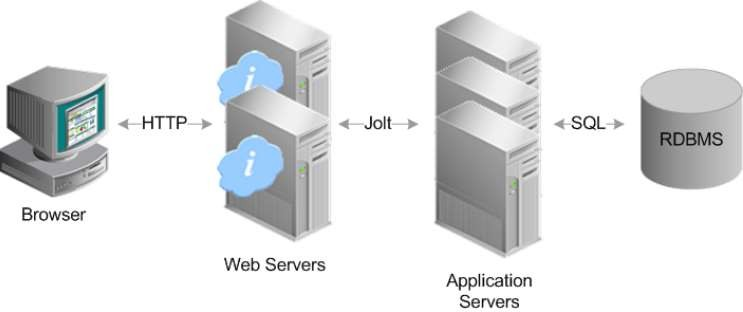 HTTP
Jolt
SQL
RDBMS
i
i
Browser
Web Servers
Application
Servers